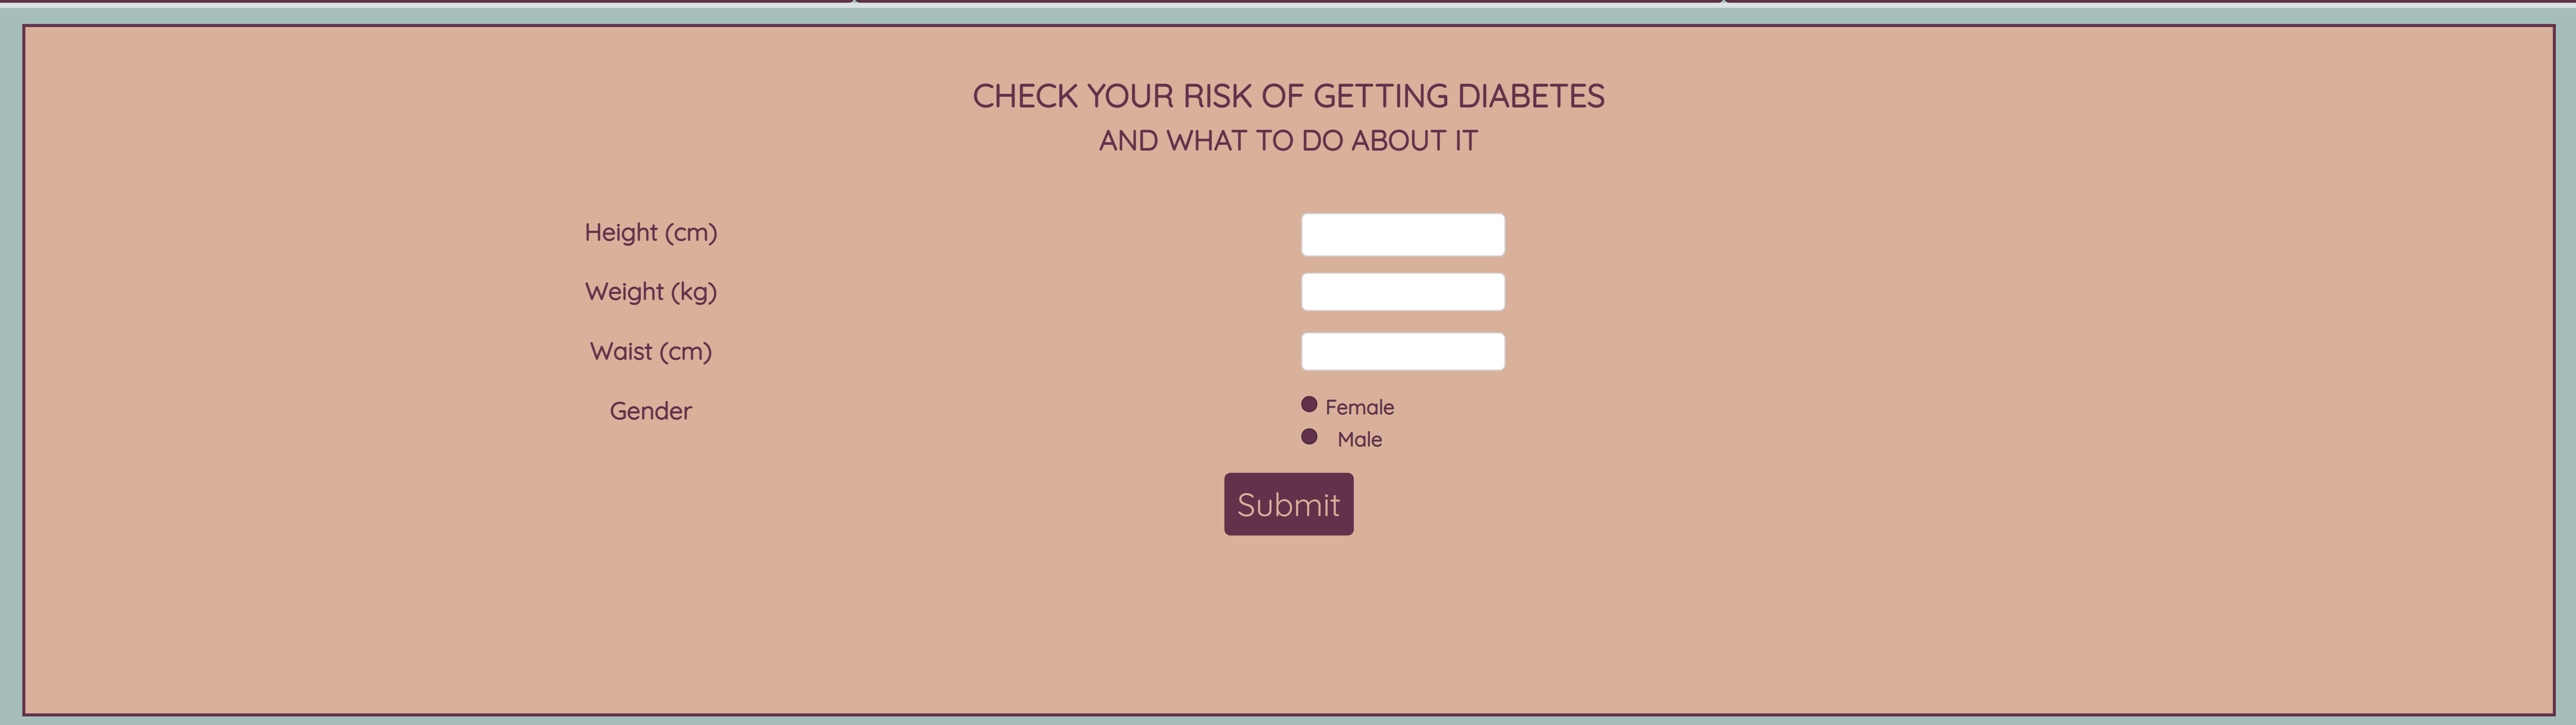 CHECK YOUR RISK OF GETTING DIABETES
AND WHAT TO DO ABOUT IT
Height (cm)
Weight (kg)
Waist (cm)
Gender
Female
Male
Submit